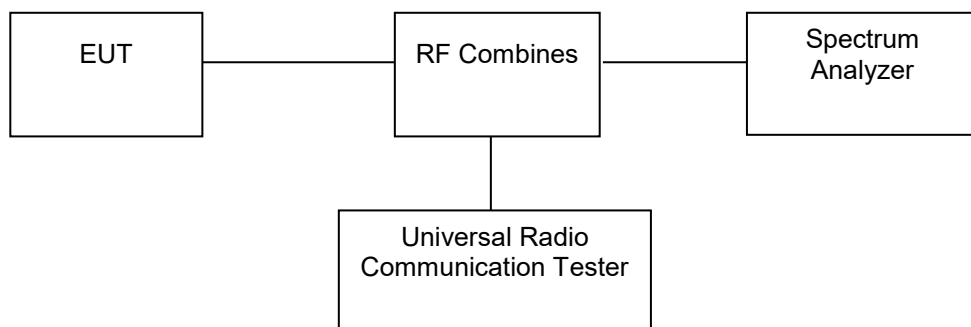 EUT
RF Combines
Spectrum
Analyzer
Universal Radio
Communication Tester